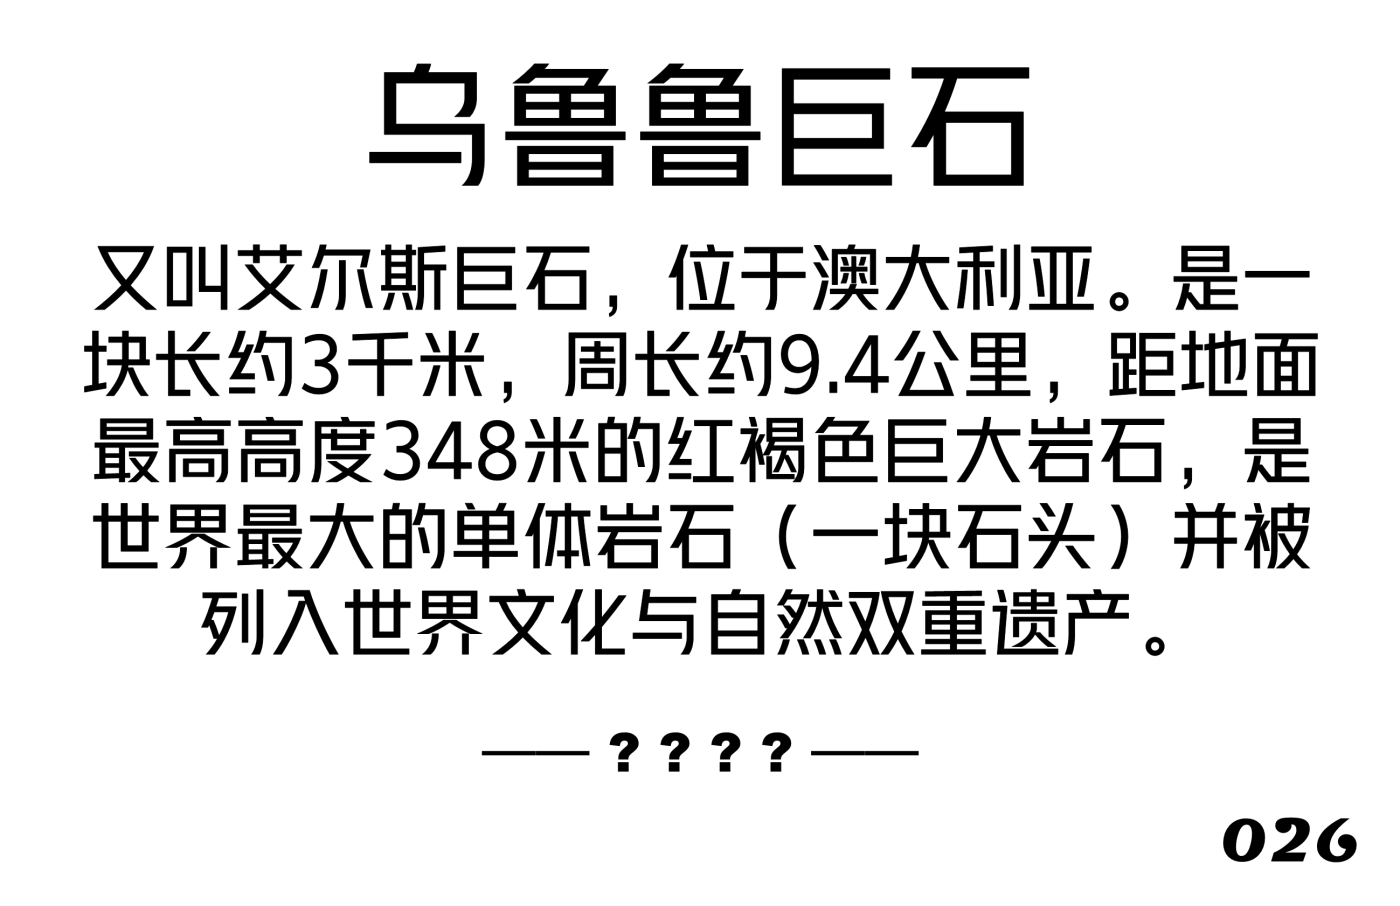 乌鲁鲁巨石
又叫艾尔斯巨石，位于澳大利亚。是一
块长约3千米，周长约9.4公里，距地面
最高高度348米的红褐色巨大岩石，是
世界最大的单体岩石（一块石头）并被
列入世界文化与自然双重遗产。
——？？？？——
026